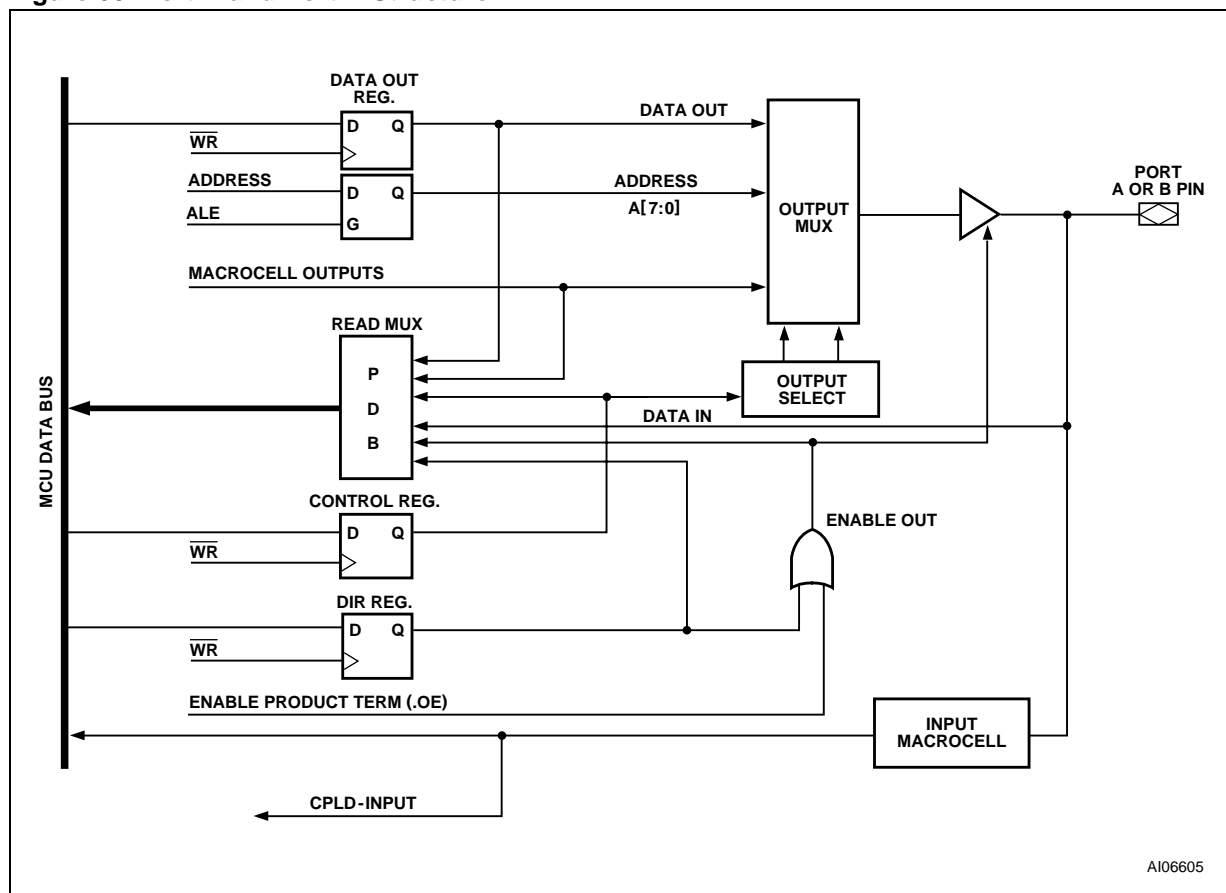 DATA OUT
REG.
D Q
WR
DATA OUT
ADDRESS
ALE
D Q
G
ADDRESS
A[7:0]
OUTPUT
MUX
PORT
A OR B PIN
MACROCELL OUTPUTS
READ MUX
P
D
B
OUTPUT
SELECT
DATA IN
MCU DATA BUS
CONTROL REG.
D Q
WR
ENABLE OUT
DIR REG.
D Q
WR
ENABLE PRODUCT TERM (.OE)
INPUT
MACROCELL
CPLD-INPUT
AI06605